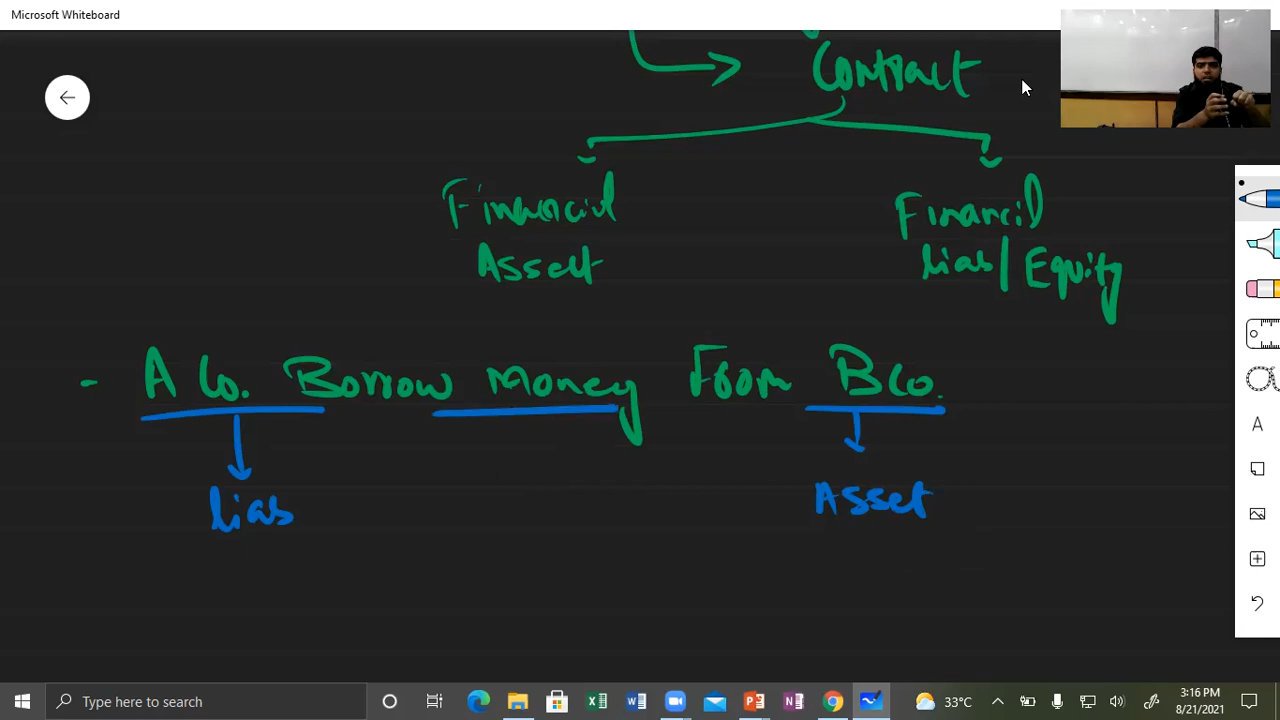 Microsoft Whiteboard
Contract
Financial
Asset
Financil
Liab/Equity
- A Co. Borrow Money From B Co.
Liab
Asset
A
Type here to search
33°C
3:16 PM
8/21/2021